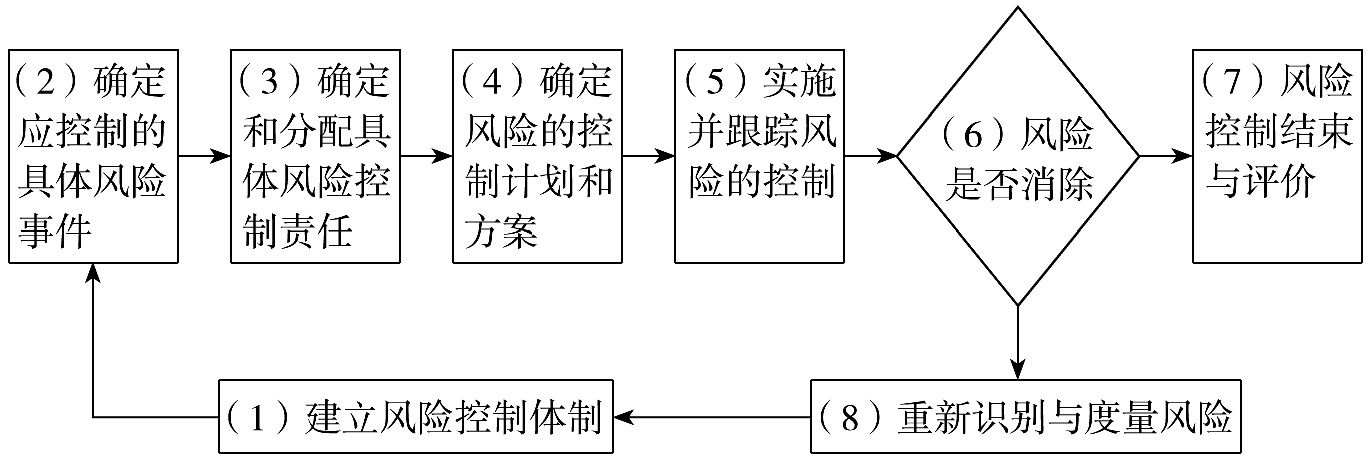 （2）确定
应控制的
具体风险
事件
（3）确定
和分配具
体风险控
制责任
（4）确定
风险的控
制计划和
方案
（5）实施
并跟踪风
险的控制
（6）风险
是否消除
（7）风险
控制结束
与评价
（1）建立风险控制体制
（8）重新识别与度量风险